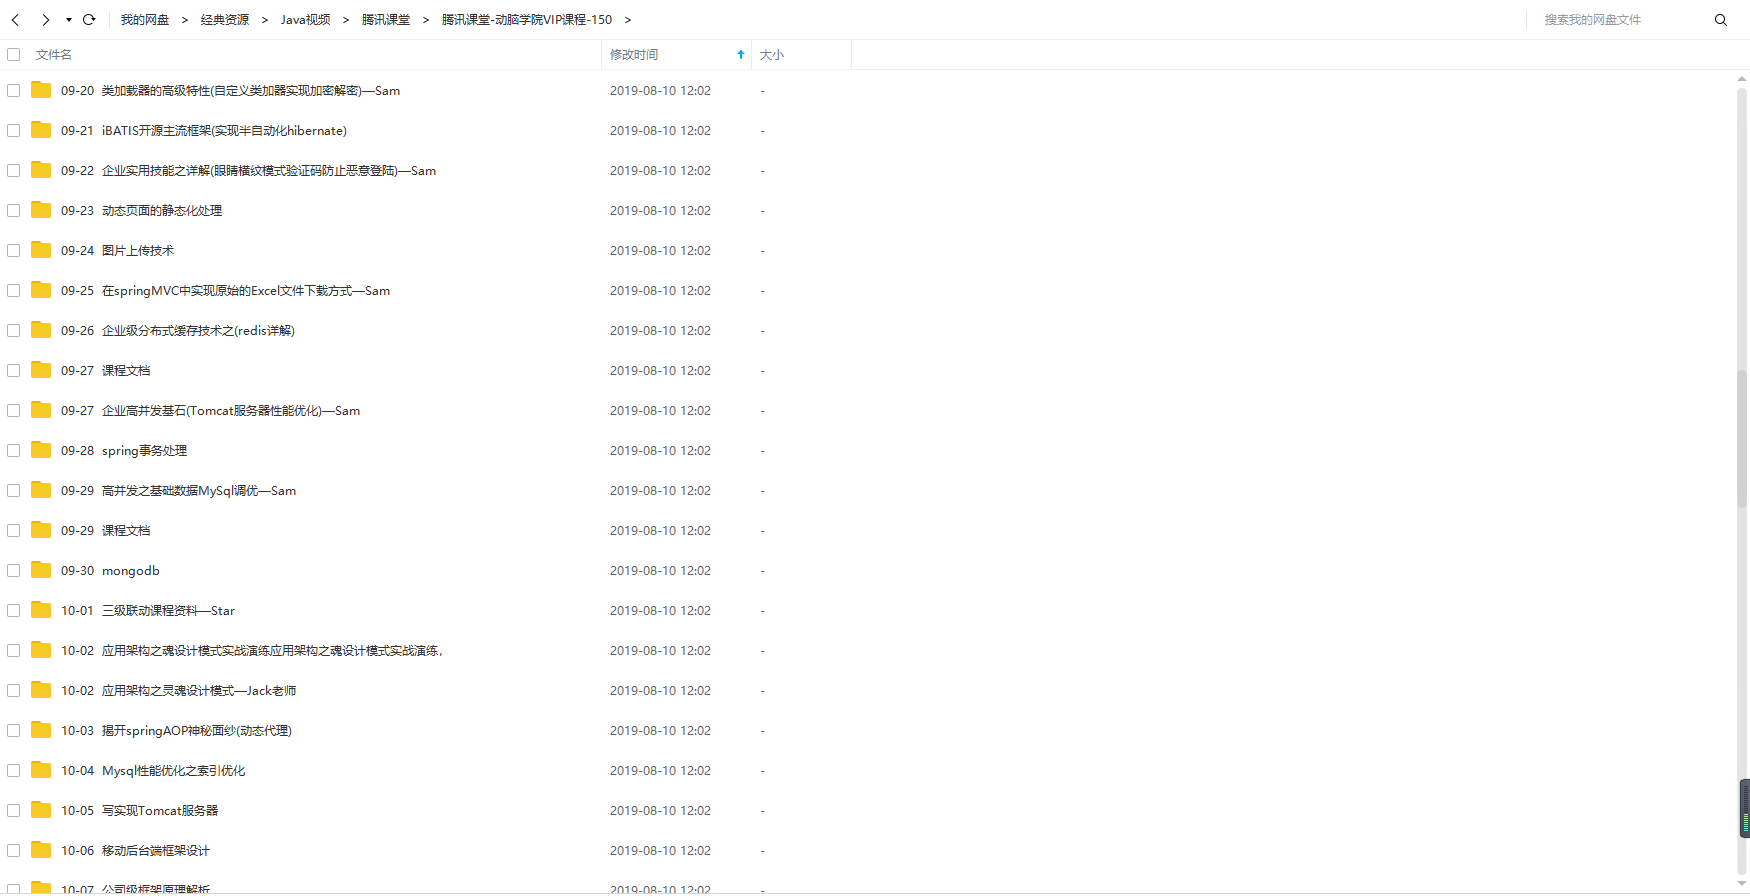 我的网盘 > 经典资源 > Java视频 > 腾讯课堂 > 腾讯课堂-动脑学院VIP课程-150 > 搜索我的网盘文件
文件名 修改时间 大小
09-20 类加载器的高级特性(自定义类加器实现加密解密)—Sam 2019-08-10 12:02 -
09-21 iBATIS开源主流框架(实现半自动化hibernate) 2019-08-10 12:02 -
09-22 企业实用技能之详解(眼睛横纹模式验证码防止恶意登陆)—Sam 2019-08-10 12:02 -
09-23 动态页面的静态化处理 2019-08-10 12:02 -
09-24 图片上传技术 2019-08-10 12:02 -
09-25 在springMVC中实现原始的Excel文件下载方式—Sam 2019-08-10 12:02 -
09-26 企业级分布式缓存技术之(redis详解) 2019-08-10 12:02 -
09-27 课程文档 2019-08-10 12:02 -
09-27 企业高并发基石(Tomcat服务器性能优化)—Sam 2019-08-10 12:02 -
09-28 spring事务处理 2019-08-10 12:02 -
09-29 高并发之基础数据MySql调优—Sam 2019-08-10 12:02 -
09-29 课程文档 2019-08-10 12:02 -
09-30 mongodb 2019-08-10 12:02 -
10-01 三级联动课程资料—Star 2019-08-10 12:02 -
10-02 应用架构之魂设计模式实战演练应用架构之魂设计模式实战演练, 2019-08-10 12:02 -
10-02 应用架构之灵魂设计模式—Jack老师 2019-08-10 12:02 -
10-03 揭开springAOP神秘面纱(动态代理) 2019-08-10 12:02 -
10-04 Mysql性能优化之索引优化 2019-08-10 12:02 -
10-05 写实现Tomcat服务器 2019-08-10 12:02 -
10-06 移动后台端框架设计 2019-08-10 12:02 -
10-07 公司级框架原理解析 2019-08-10 12:02 -